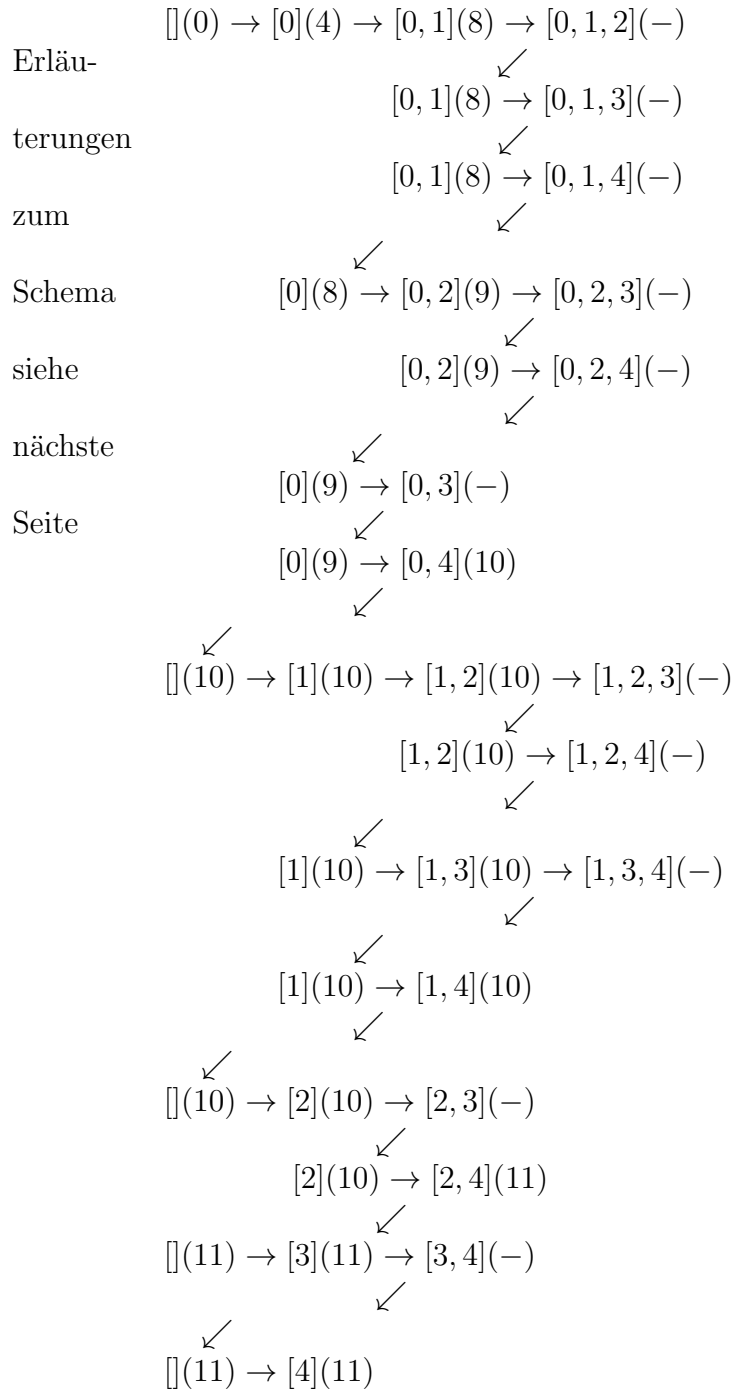 [](0) → [0](4) → [0, 1](8) → [0, 1, 2](−)
Erläu-
↙
[0, 1](8) → [0, 1, 3](−)
terungen
↙
[0, 1](8) → [0, 1, 4](−)
zum
↙
↙
Schema [0](8) → [0, 2](9) → [0, 2, 3](−)
↙
siehe [0, 2](9) → [0, 2, 4](−)
↙
nächste
↙
[0](9) → [0, 3](−)
Seite
↙
[0](9) → [0, 4](10)
↙
↙
[](10) → [1](10) → [1, 2](10) → [1, 2, 3](−)
↙
[1, 2](10) → [1, 2, 4](−)
↙
↙
[1](10) → [1, 3](10) → [1, 3, 4](−)
↙
↙
[1](10) → [1, 4](10)
↙
↙
[](10) → [2](10) → [2, 3](−)
↙
[2](10) → [2, 4](11)
↙
[](11) → [3](11) → [3, 4](−)
↙
↙
[](11) → [4](11)